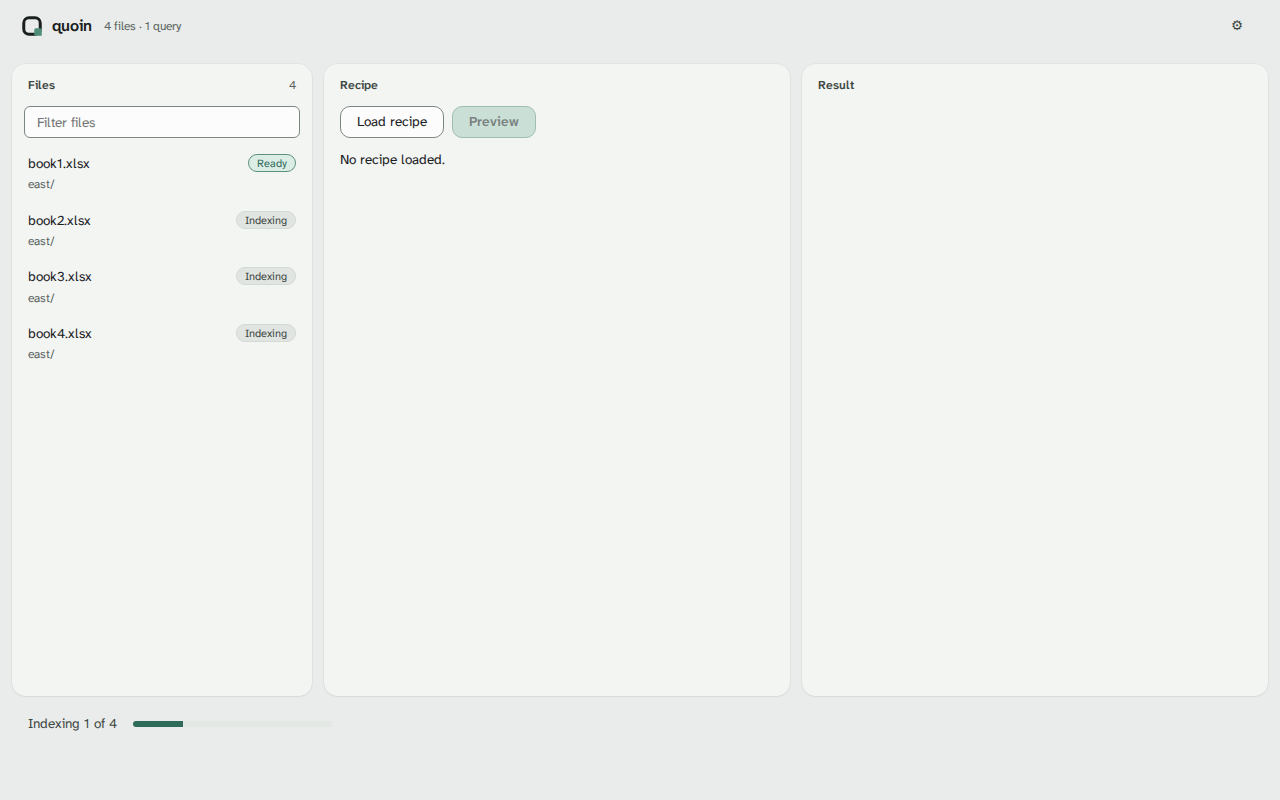 quoin 4 files · 1 query
Files 4
Filter files
book1.xlsx Ready
east/
book2.xlsx Indexing
east/
book3.xlsx Indexing
east/
book4.xlsx Indexing
east/
Recipe
Load recipe Preview
No recipe loaded.
Result
Indexing 1 of 4